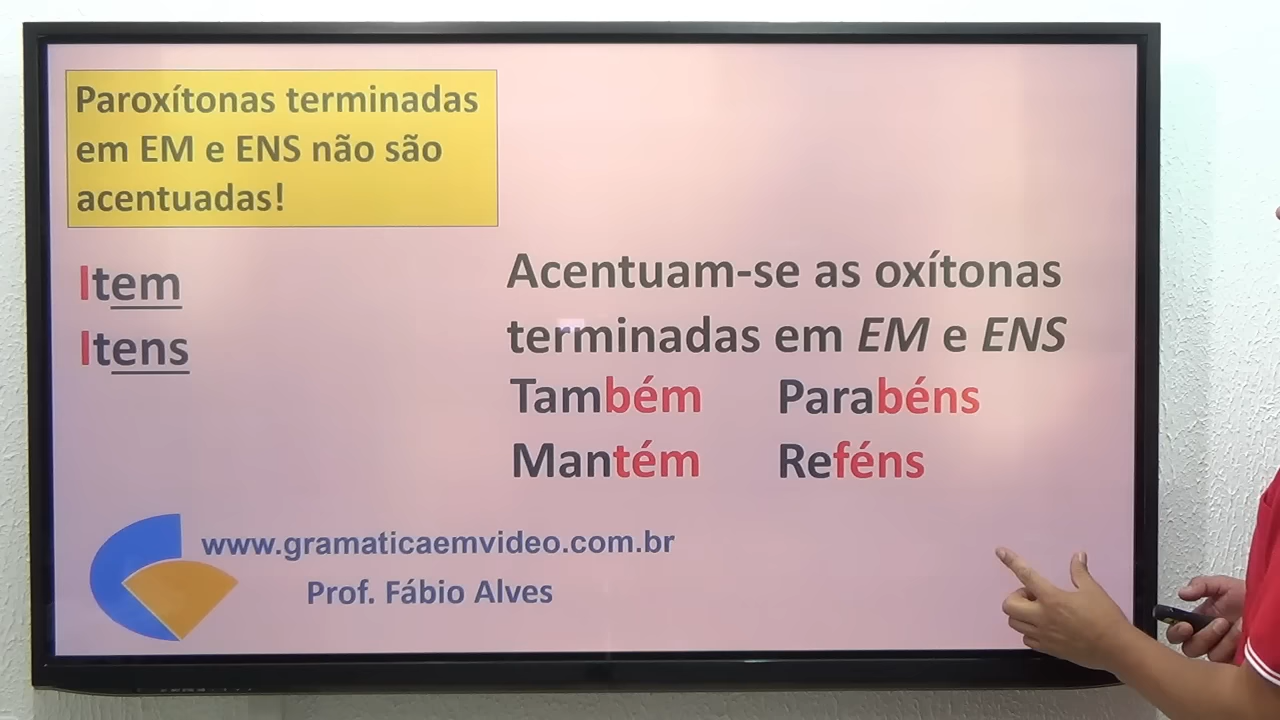 Paroxítonas terminadas
em EM e ENS não são
acentuadas!
Item
Itens
Acentuam-se as oxítonas
terminadas em EM e ENS
Também Parabéns
Mantém Reféns
www.gramaticaemvideo.com.br
Prof. Fábio Alves